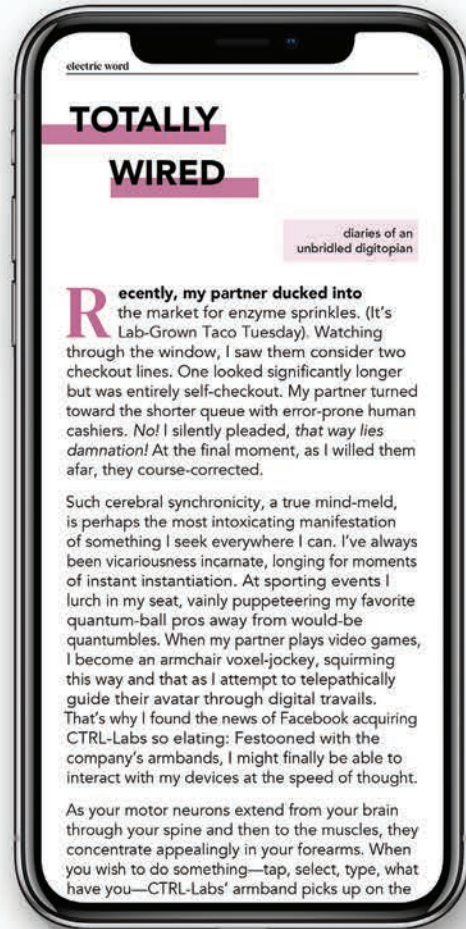 electric word
TOTALLY
WIRED
diaries of an
unbridled digitopian
Recently, my partner ducked into
the market for enzyme sprinkles. (It's
Lab-Grown Taco Tuesday). Watching
through the window, I saw them consider two
checkout lines. One looked significantly longer
but was entirely self-checkout. My partner turned
toward the shorter queue with error-prone human
cashiers. No! I silently pleaded, that way lies
damnation! At the final moment, as I willed them
afar, they course-corrected.
Such cerebral synchronicity, a true mind-meld,
is perhaps the most intoxicating manifestation
of something I seek everywhere I can. I've always
been vicariousness incarnate, longing for moments
of instant instantiation. At sporting events I
lurch in my seat, vainly puppeteering my favorite
quantum-ball pros away from would-be
quantumbles. When my partner plays video games,
I become an armchair voxel-jockey, squirming
this way and that as I attempt to telepathically
guide their avatar through digital travails.
That's why I found the news of Facebook acquiring
CTRL-Labs so elating: Festooned with the
company's armbands, I might finally be able to
interact with my devices at the speed of thought.
As your motor neurons extend from your brain
through your spine and then to the muscles, they
concentrate appealingly in your forearms. When
you wish to do something—tap, select, type, what
have you—CTRL-Labs' armband picks up on the